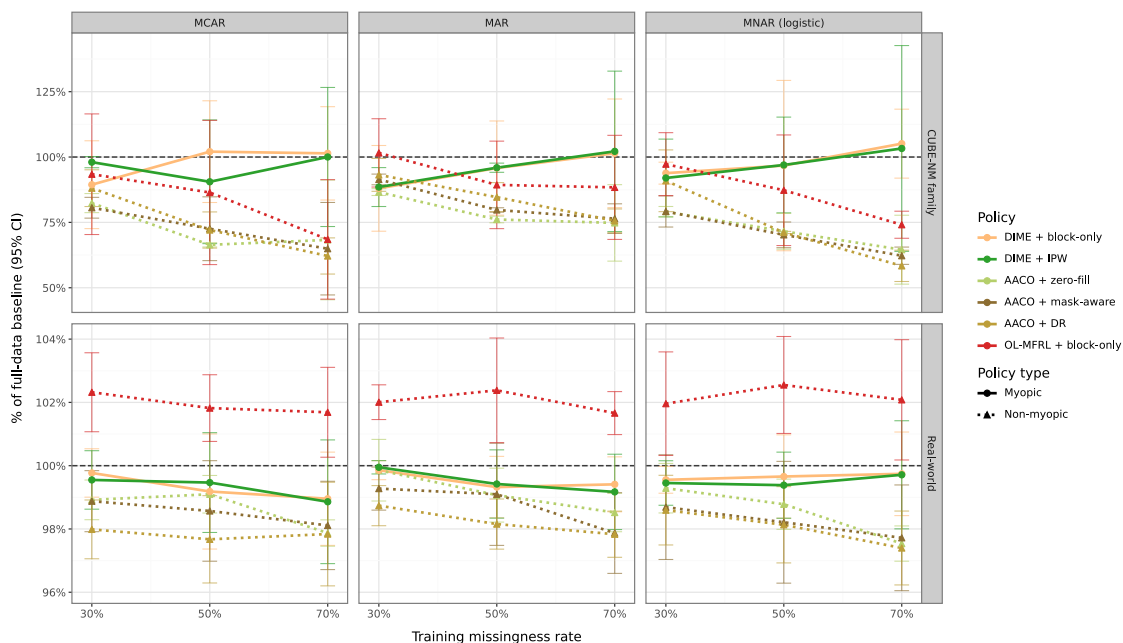 MCAR
MAR
MNAR (logistic)
125%
100%
75%
50%
CUBE-NM family
104%
102%
100%
98%
96%
Real-world
% of full-data baseline (95% CI)
30%
50%
70%
30%
50%
70%
30%
50%
70%
Training missingness rate
Policy
DIME + block-only
DIME + IPW
AACO + zero-fill
AACO + mask-aware
AACO + DR
OL-MFRL + block-only
Policy type
Myopic
Non-myopic